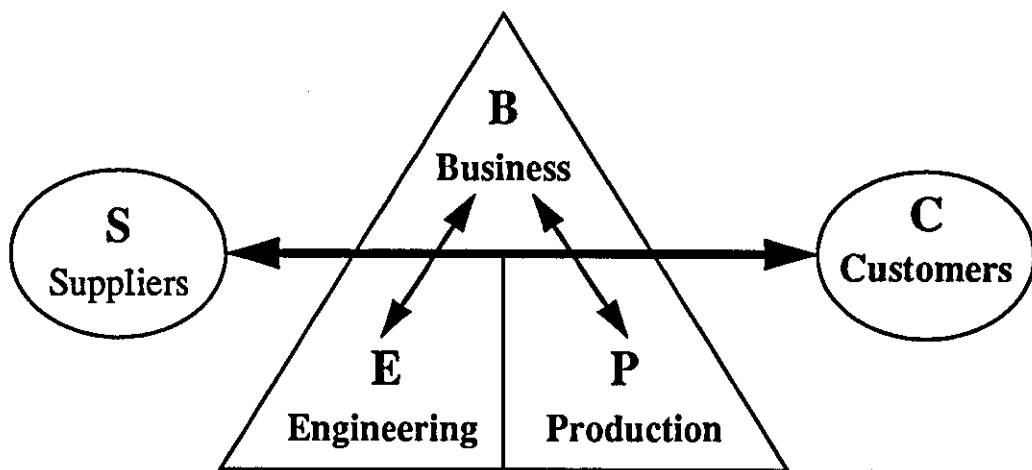 B
Business
S
Suppliers
C
Customers
E
Engineering
P
Production